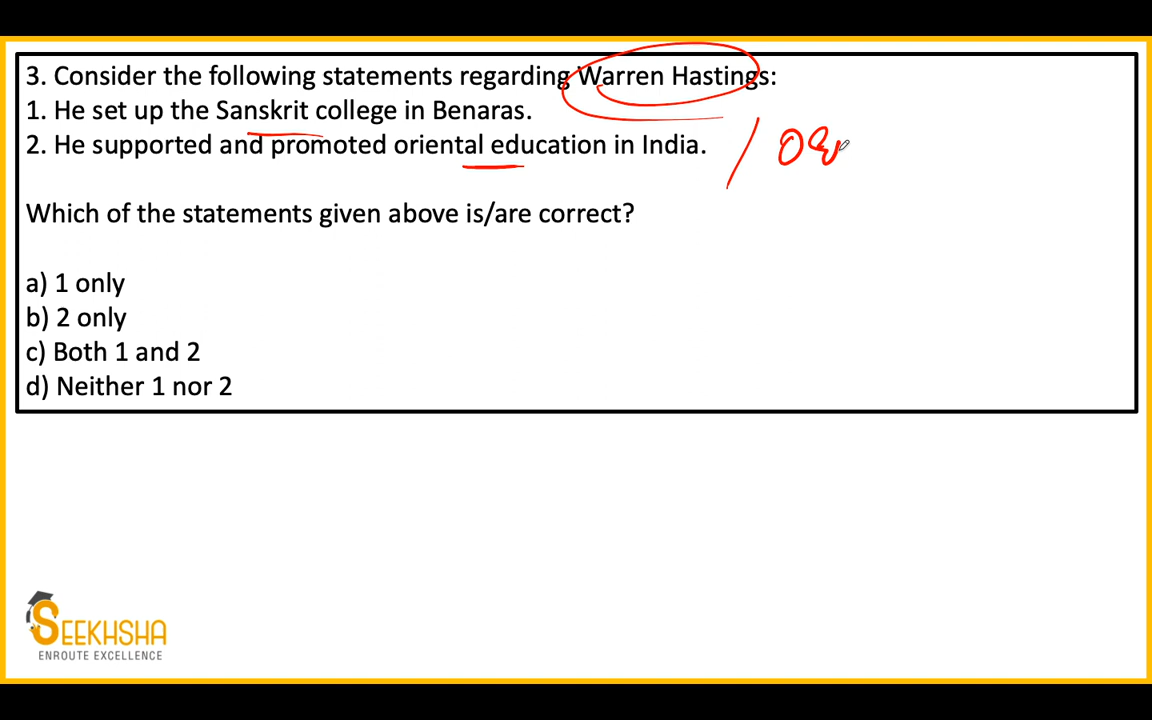 3. Consider the following statements regarding Warren Hastings:
1. He set up the Sanskrit college in Benaras.
2. He supported and promoted oriental education in India.
Which of the statements given above is/are correct?
a) 1 only
b) 2 only
c) Both 1 and 2
d) Neither 1 nor 2
SEEKHSHA
ENROUTE EXCELLENCE